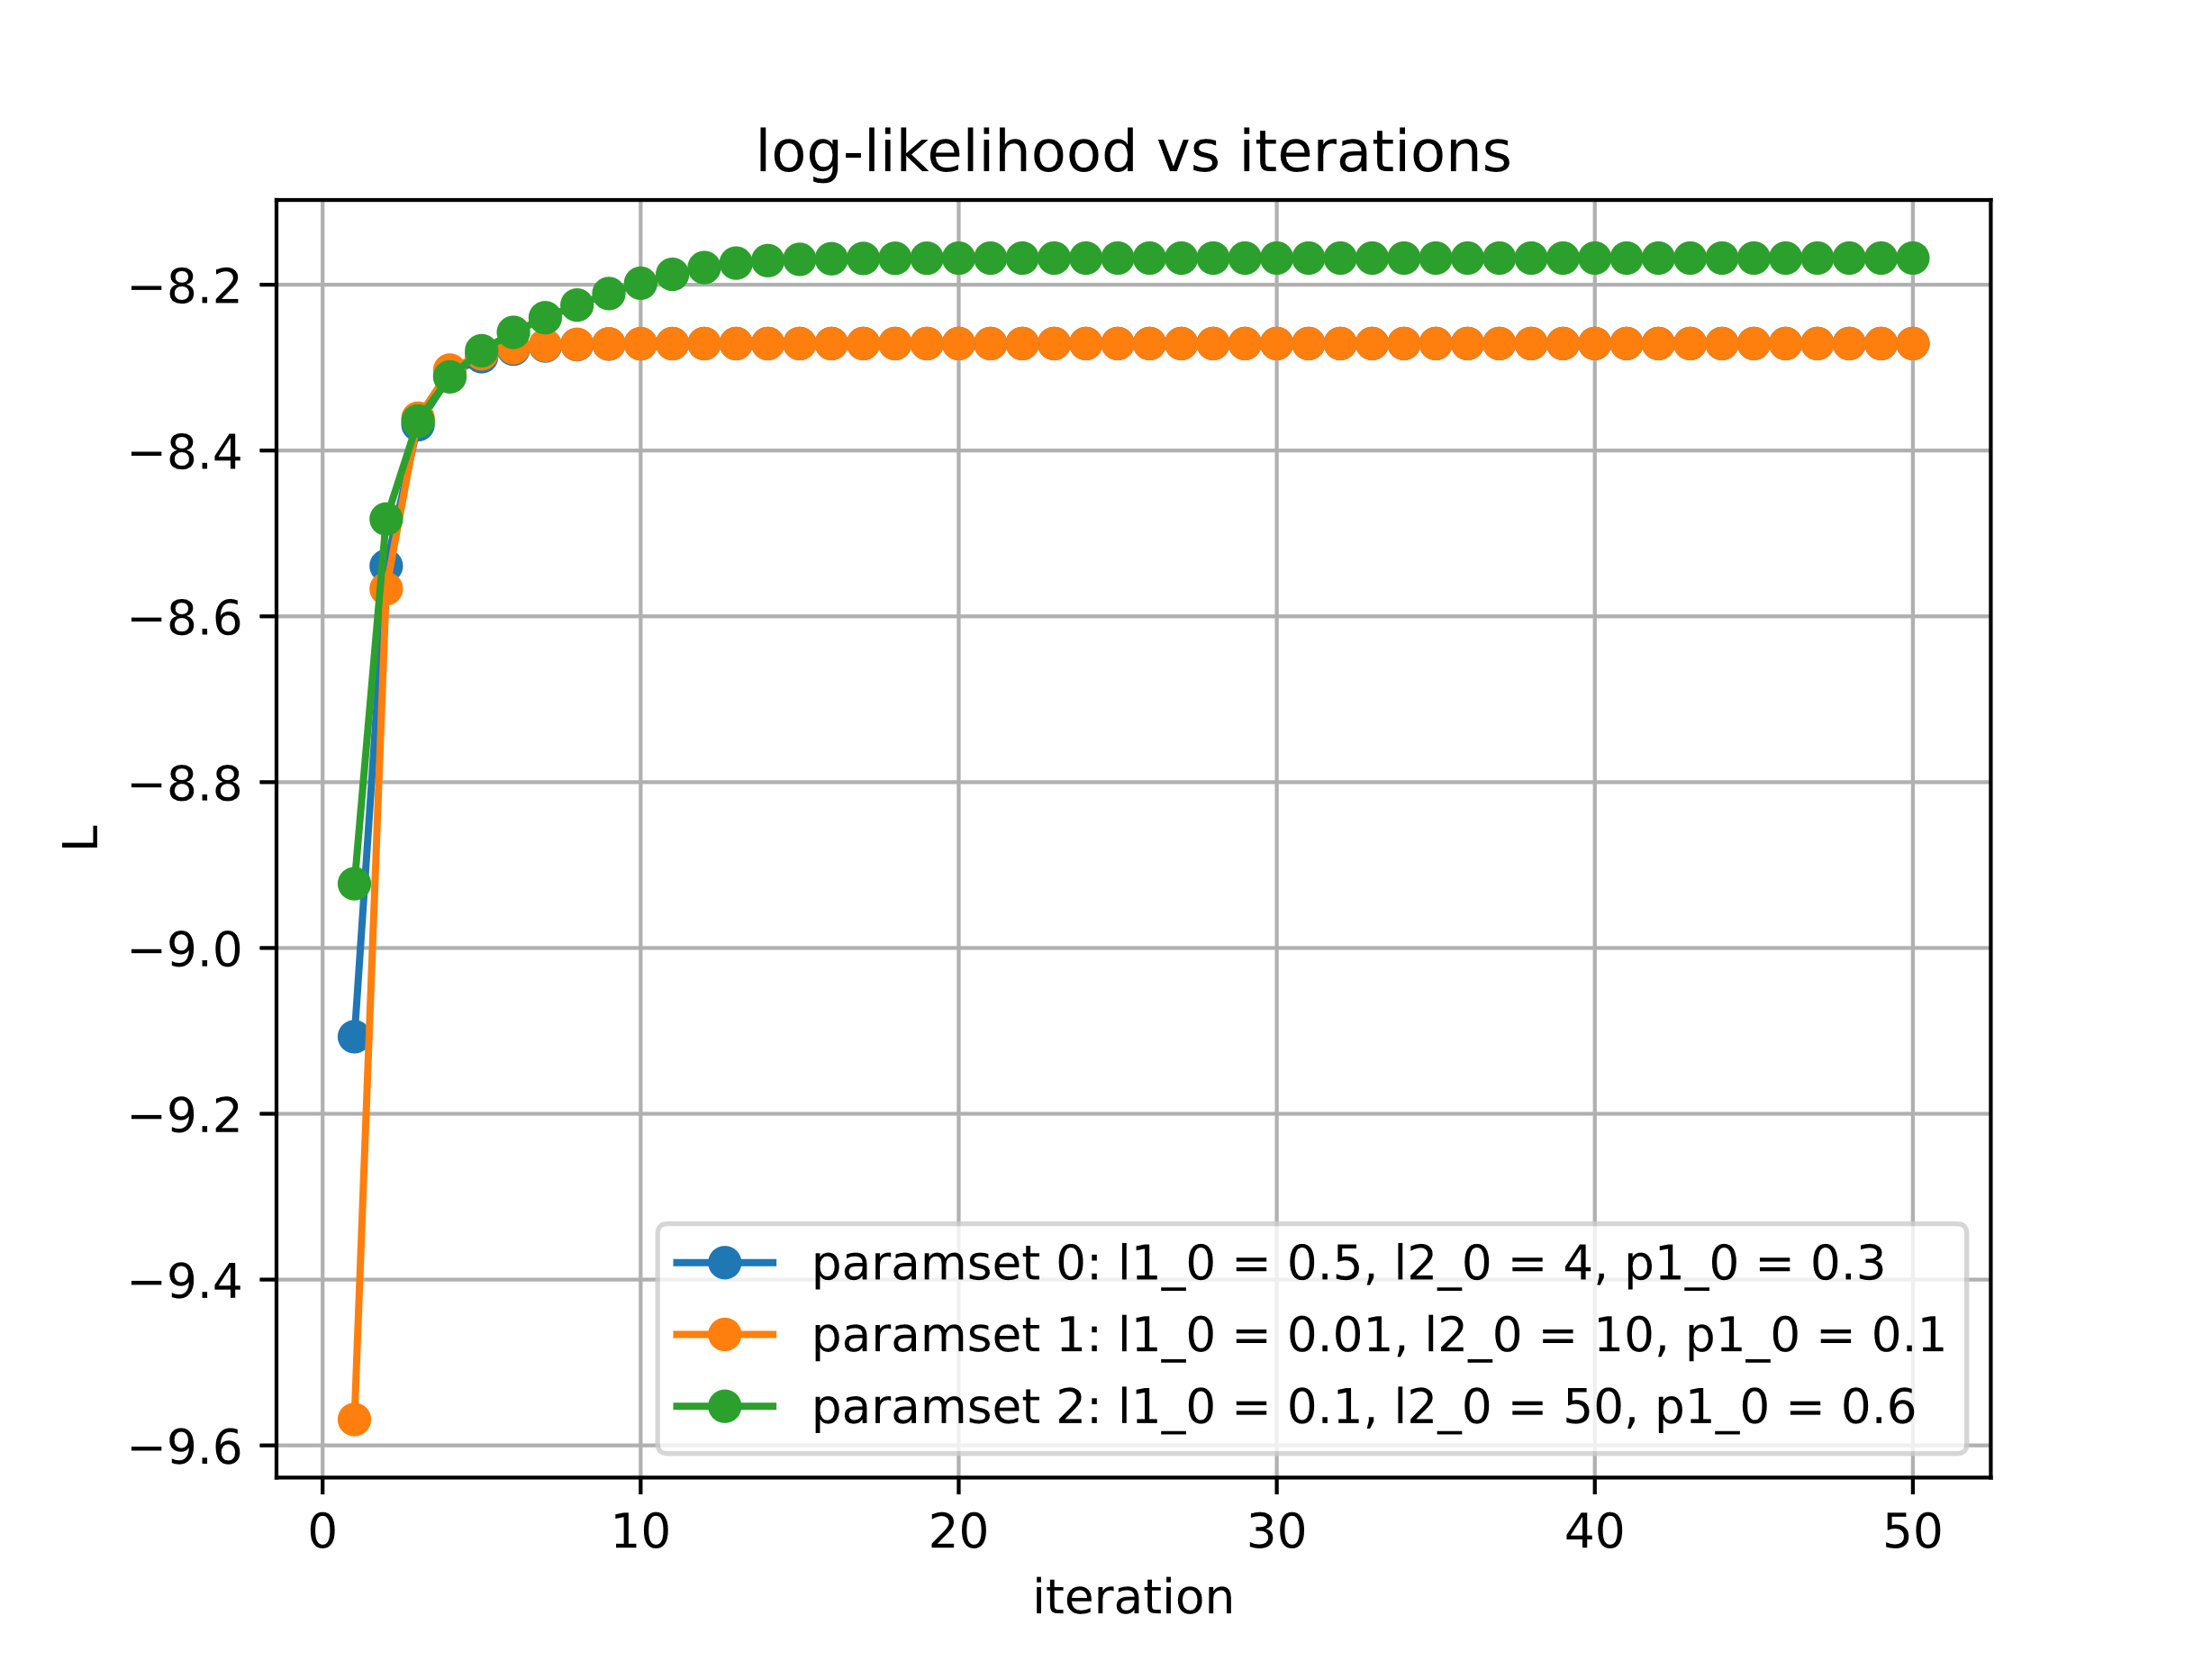 log-likelihood vs iterations
−8.2
−8.4
−8.6
−8.8
−9.0
−9.2
−9.4
−9.6
L
paramset 0: l1_0 = 0.5, l2_0 = 4, p1_0 = 0.3
paramset 1: l1_0 = 0.01, l2_0 = 10, p1_0 = 0.1
paramset 2: l1_0 = 0.1, l2_0 = 50, p1_0 = 0.6
0 10 20 30 40 50
iteration